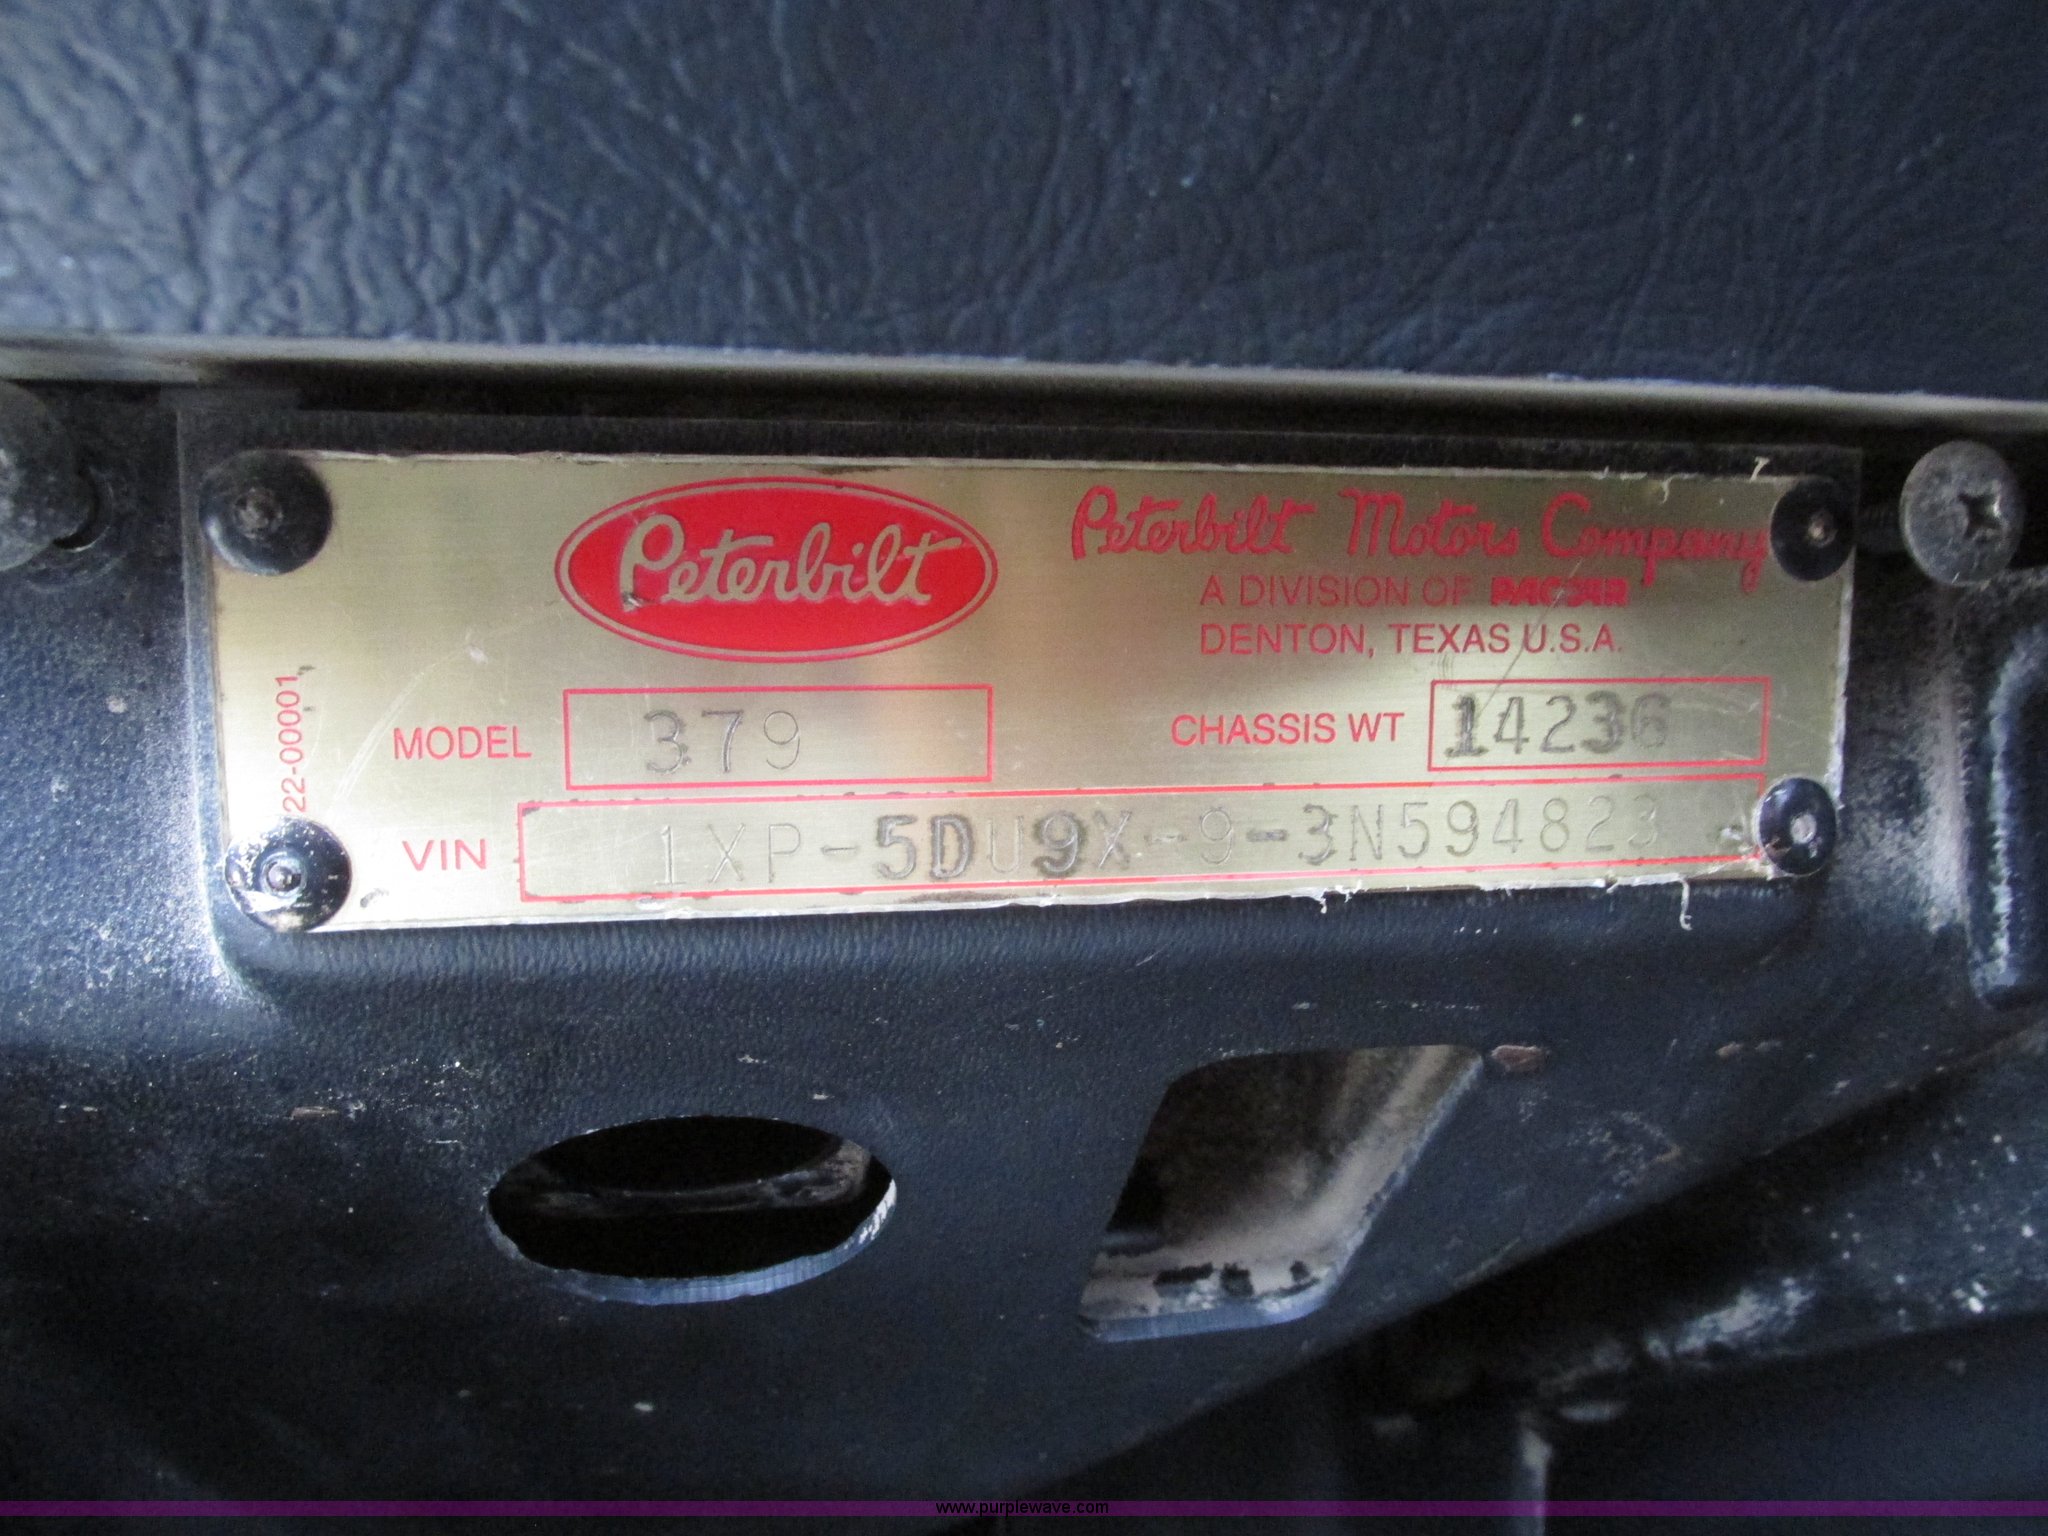 Peterbilt
Peterbilt Motors Company
A DIVISION OF PACCAR
DENTON, TEXAS U.S.A.
22-00001
MODEL 379
CHASSIS WT 14236
VIN 1XP-5DU9X-9-3N594823
www.purplewave.com